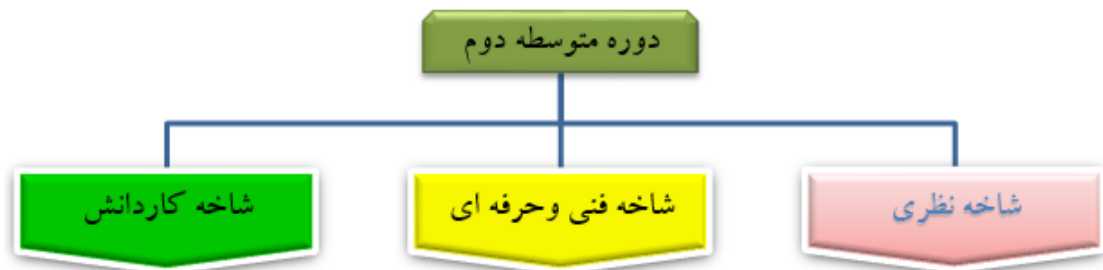 دوره متوسطه دوم
شاخه نظری
شاخه فنی وحرفه ای
شاخه کاردانش